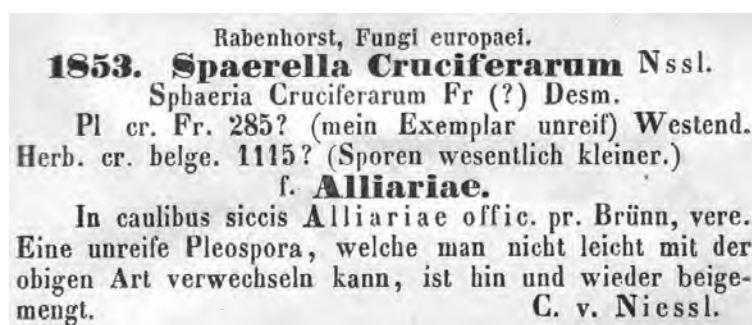 Rabenhorst, Fungi europaei.
1853. Spaerella Cruciferarum Nssl.
Sphaeria Cruciferarum Fr (?) Desm.
Pl cr. Fr. 285? (mein Exemplar unreif) Westend.
Herb. cr. belge. 1115? (Sporen wesentlich kleiner.)
f. Alliariae.
In caulibus siccis Alliariae offic. pr. Brünn, vere.
Eine unreife Pleospora, welche man nicht leicht mit der
obigen Art verwechseln kann, ist hin und wieder beige-
mengt. C. v. Niessl.